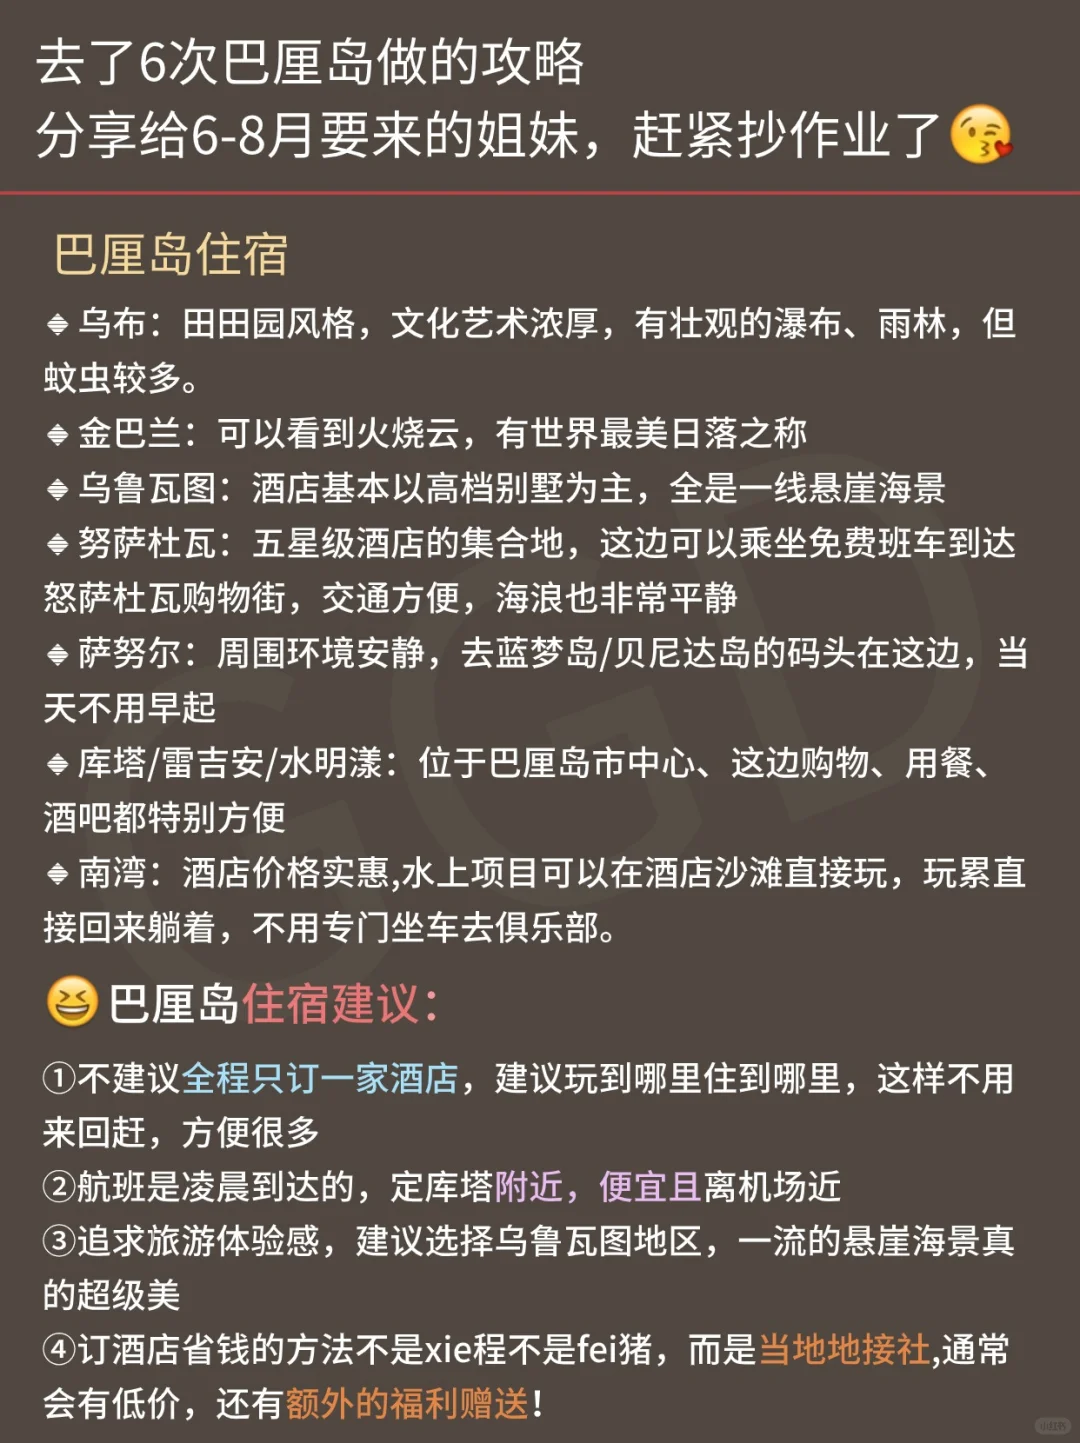 去了6次巴厘岛做的攻略
分享给6-8月要来的姐妹，赶紧抄作业了😘
巴厘岛住宿
乌布：田田园风格，文化艺术浓厚，有壮观的瀑布、雨林，但
蚊虫较多。
金巴兰：可以看到火烧云，有世界最美日落之称
乌鲁瓦图：酒店基本以高档别墅为主，全是一线悬崖海景
努萨杜瓦：五星级酒店的集合地，这边可以乘坐免费班车到达
怒萨杜瓦购物街，交通方便，海浪也非常平静
萨努尔：周围环境安静，去蓝梦岛/贝尼达岛的码头在这边，当
天不用早起
库塔/雷吉安/水明漾：位于巴厘岛市中心、这边购物、用餐、
酒吧都特别方便
南湾：酒店价格实惠,水上项目可以在酒店沙滩直接玩，玩累直
接回来躺着，不用专门坐车去俱乐部。
😆巴厘岛住宿建议：
①不建议全程只订一家酒店，建议玩到哪里住到哪里，这样不用
来回赶，方便很多
②航班是凌晨到达的，定库塔附近，便宜且离机场近
③追求旅游体验感，建议选择乌鲁瓦图地区，一流的悬崖海景真
的超级美
④订酒店省钱的方法不是xie程不是fei猪，而是当地地接社,通常
会有低价，还有额外的福利赠送！
GGD
小红书